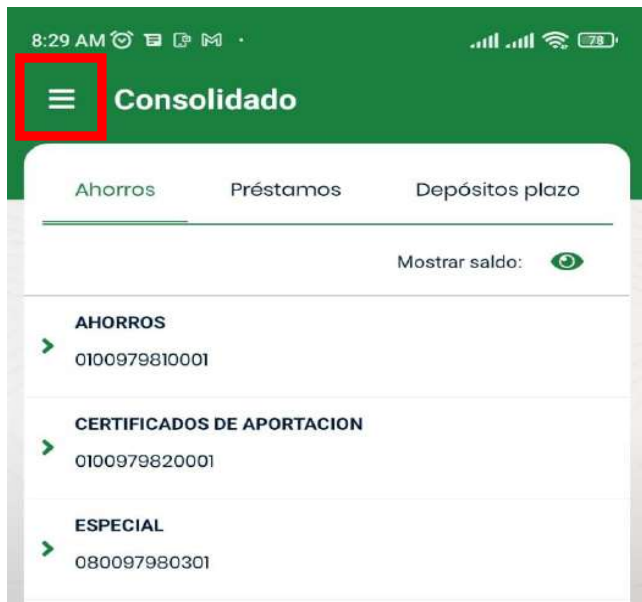 8:29 AM
78
Consolidado
Ahorros Préstamos Depósitos plazo
Mostrar saldo:
AHORROS
0100979810001
CERTIFICADOS DE APORTACION
0100979820001
ESPECIAL
080097980301